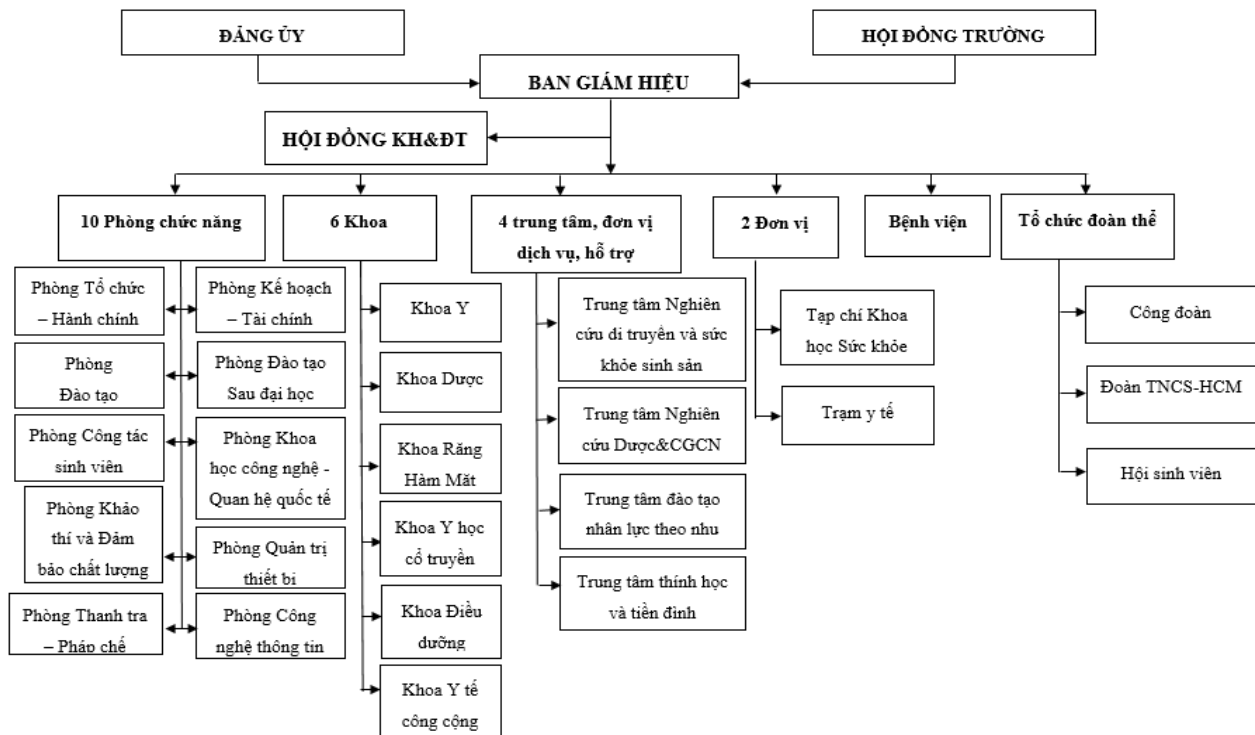 ĐẢNG ỦY
HỘI ĐỒNG TRƯỜNG
BAN GIÁM HIỆU
HỘI ĐỒNG KH&ĐT
10 Phòng chức năng
6 Khoa
4 trung tâm, đơn vị
dịch vụ, hỗ trợ
2 Đơn vị
Bệnh viện
Tổ chức đoàn thể
Phòng Tổ chức
– Hành chính
Phòng Kế hoạch
– Tài chính
Phòng
Đào tạo
Phòng Đào tạo
Sau đại học
Phòng Công tác
sinh viên
Phòng Khoa
học công nghệ -
Quan hệ quốc tế
Phòng Khảo
thí và Đảm
bảo chất lượng
Phòng Quản trị
thiết bi
Phòng Thanh tra
– Pháp chế
Phòng Công
nghệ thông tin
Khoa Y
Khoa Dược
Khoa Răng
Hàm Mặt
Khoa Y học
cổ truyền
Khoa Điều
dưỡng
Khoa Y tế
công cộng
Trung tâm Nghiên
cứu di truyền và sức
khỏe sinh sản
Trung tâm Nghiên
cứu Dược&CGCN
Trung tâm đào tạo
nhân lực theo nhu
Trung tâm thính học
và tiền đình
Tạp chí Khoa
học Sức khỏe
Trạm y tế
Công đoàn
Đoàn TNCS-HCM
Hội sinh viên